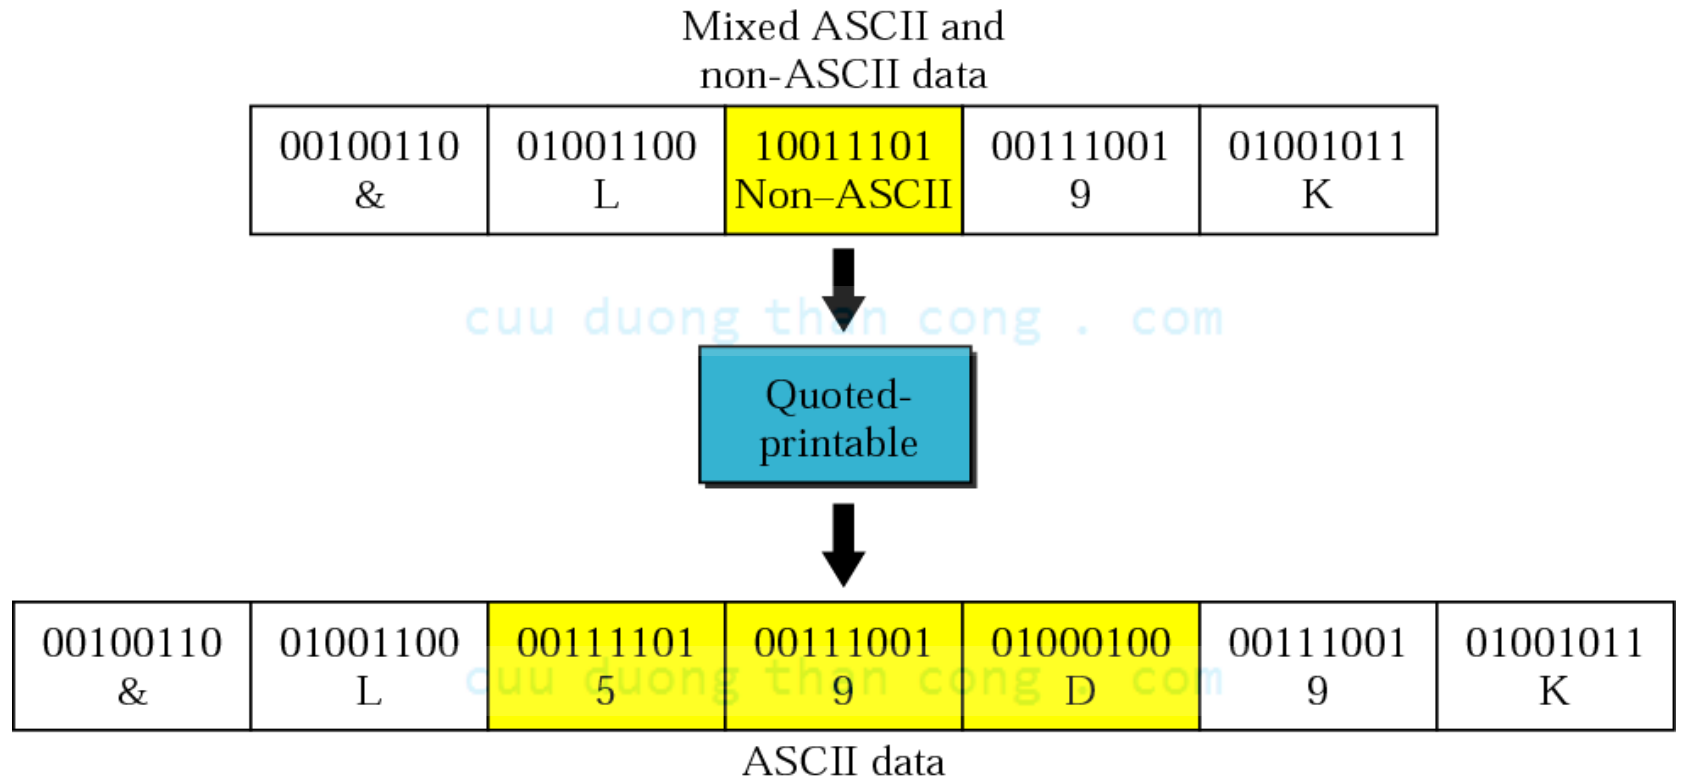 Mixed ASCII and
non-ASCII data
00100110 01001100 10011101 00111001 01001011
& L Non–ASCII 9 K
cuu duong than cong . com
Quoted-
printable
00100110 01001100 00111101 00111001 01000100 00111001 01001011
& L 5 9 D 9 K
cuu duong than cong . com
ASCII data